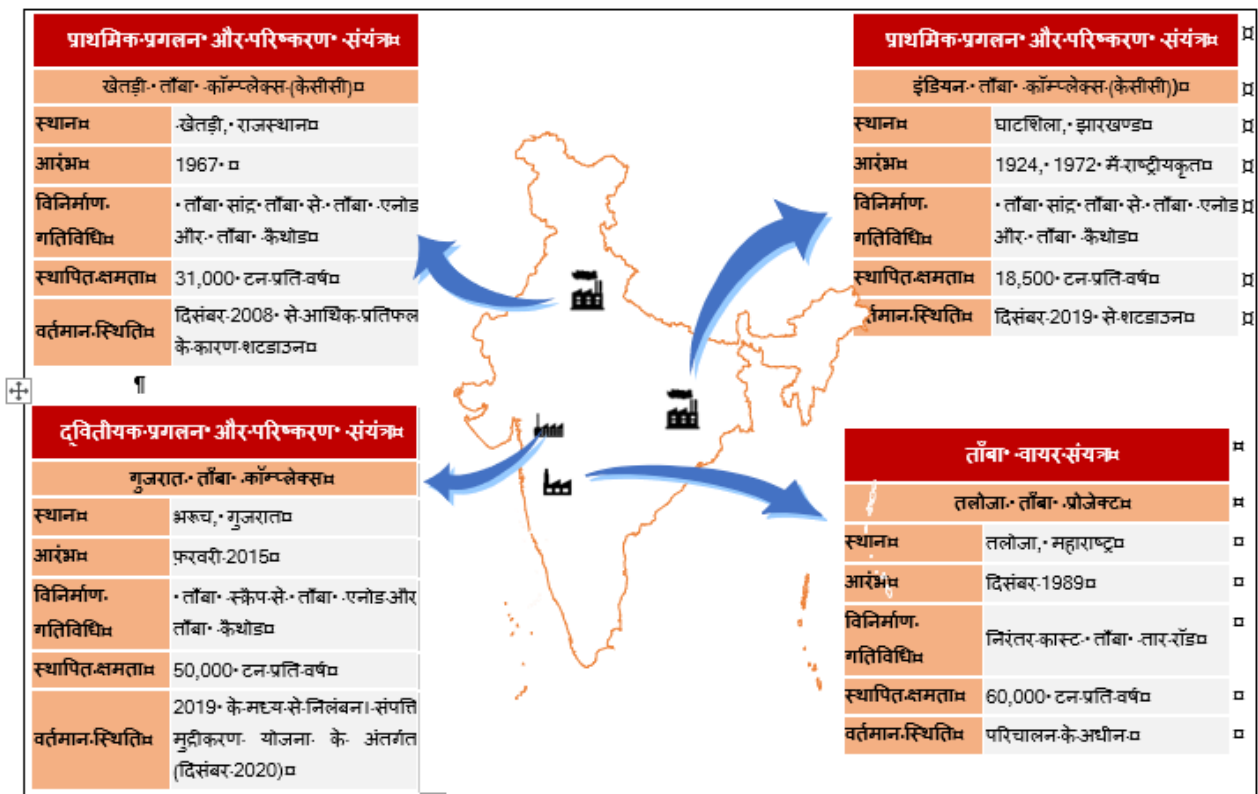 प्राथमिक प्रगलन और परिष्करण संयंत्र
खेतड़ी ताँबा कॉम्प्लेक्स (केसीसी)
स्थान खेतड़ी, राजस्थान
आरंभ 1967
विनिर्माण गतिविधि ताँबा सांद्र ताँबा से ताँबा एनोड
और ताँबा कैथोड
स्थापित क्षमता 31,000 टन प्रति वर्ष
वर्तमान स्थिति दिसंबर 2008 से आर्थिक प्रतिफल
के कारण शटडाउन
प्राथमिक प्रगलन और परिष्करण संयंत्र
इंडियन ताँबा कॉम्प्लेक्स (केसीसी))
स्थान घाटशिला, झारखण्ड
आरंभ 1924, 1972 में राष्ट्रीयकृत
विनिर्माण गतिविधि ताँबा सांद्र ताँबा से ताँबा एनोड
और ताँबा कैथोड
स्थापित क्षमता 18,500 टन प्रति वर्ष
र्तमान स्थिति दिसंबर 2019 से शटडाउन
¶
द्वितीयक प्रगलन और परिष्करण संयंत्र
गुजरात ताँबा कॉम्प्लेक्स
स्थान भरूच, गुजरात
आरंभ फ़रवरी 2015
विनिर्माण गतिविधि ताँबा स्क्रैप से ताँबा एनोड और
ताँबा कैथोड
स्थापित क्षमता 50,000 टन प्रति वर्ष
वर्तमान स्थिति 2019 के मध्य से निलंबन। संपत्ति
मुद्रीकरण योजना के अंतर्गत
(दिसंबर 2020)
ताँबा वायर संयत्र
तलोजा ताँबा प्रोजेक्ट
स्थान तलोजा, महाराष्ट्र
आरंभ दिसंबर 1989
विनिर्माण गतिविधि निरंतर कास्ट ताँबा तार रॉड
स्थापित क्षमता 60,000 टन प्रति वर्ष
वर्तमान स्थिति परिचालन के अधीन